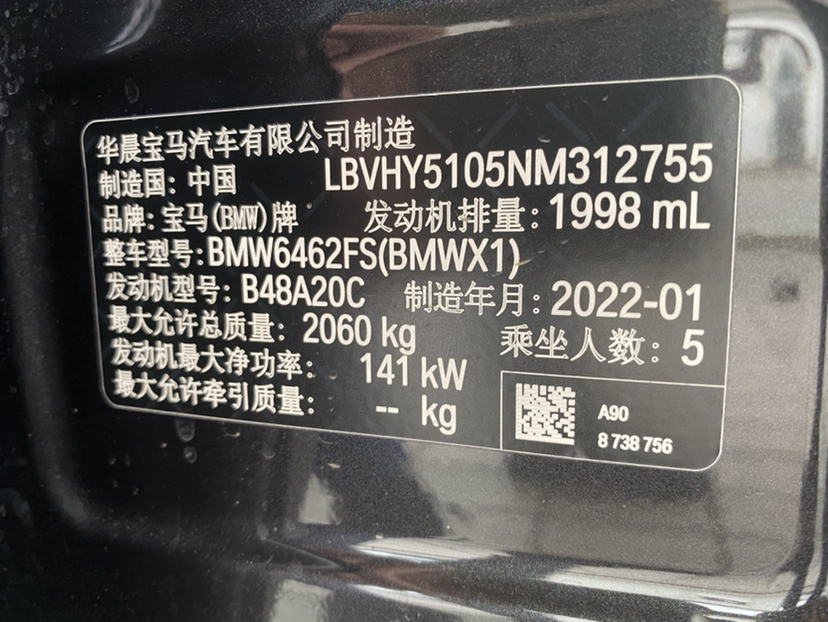 华晨宝马汽车有限公司制造
制造国：中国 LBVHY5105NM312755
品牌：宝马(BMW)牌 发动机排量：1998 mL
整车型号：BMW6462FS(BMWX1)
发动机型号：B48A20C 制造年月：2022-01
最大允许总质量：2060 kg 乘坐人数：5
发动机最大净功率：141 kW
最大允许牵引质量：-- kg
A90
8 738 756